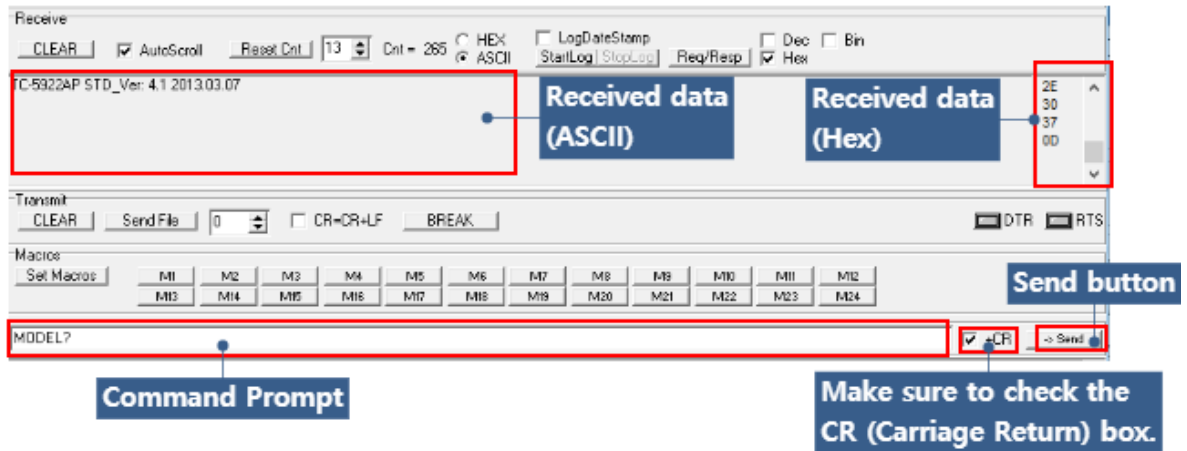 Receive
CLEAR AutoScroll Reset Cnt 13 Cnt = 265 HEX ASCII LogDateStamp StartLog StopLog Req/Resp Dec Bin Hex
TC-5922AP STD_Ver: 4.1 2013.03.07
Received data (ASCII)
Received data (Hex)
2E
30
37
0D
Transmit
CLEAR Send File 0 CR=CR+LF BREAK DTR RTS
Macros
Set Macros M1 M2 M3 M4 M5 M6 M7 M8 M9 M10 M11 M12
M13 M14 M15 M16 M17 M18 M19 M20 M21 M22 M23 M24
Send button
MODEL? +CR -> Send
Command Prompt
Make sure to check the
CR (Carriage Return) box.